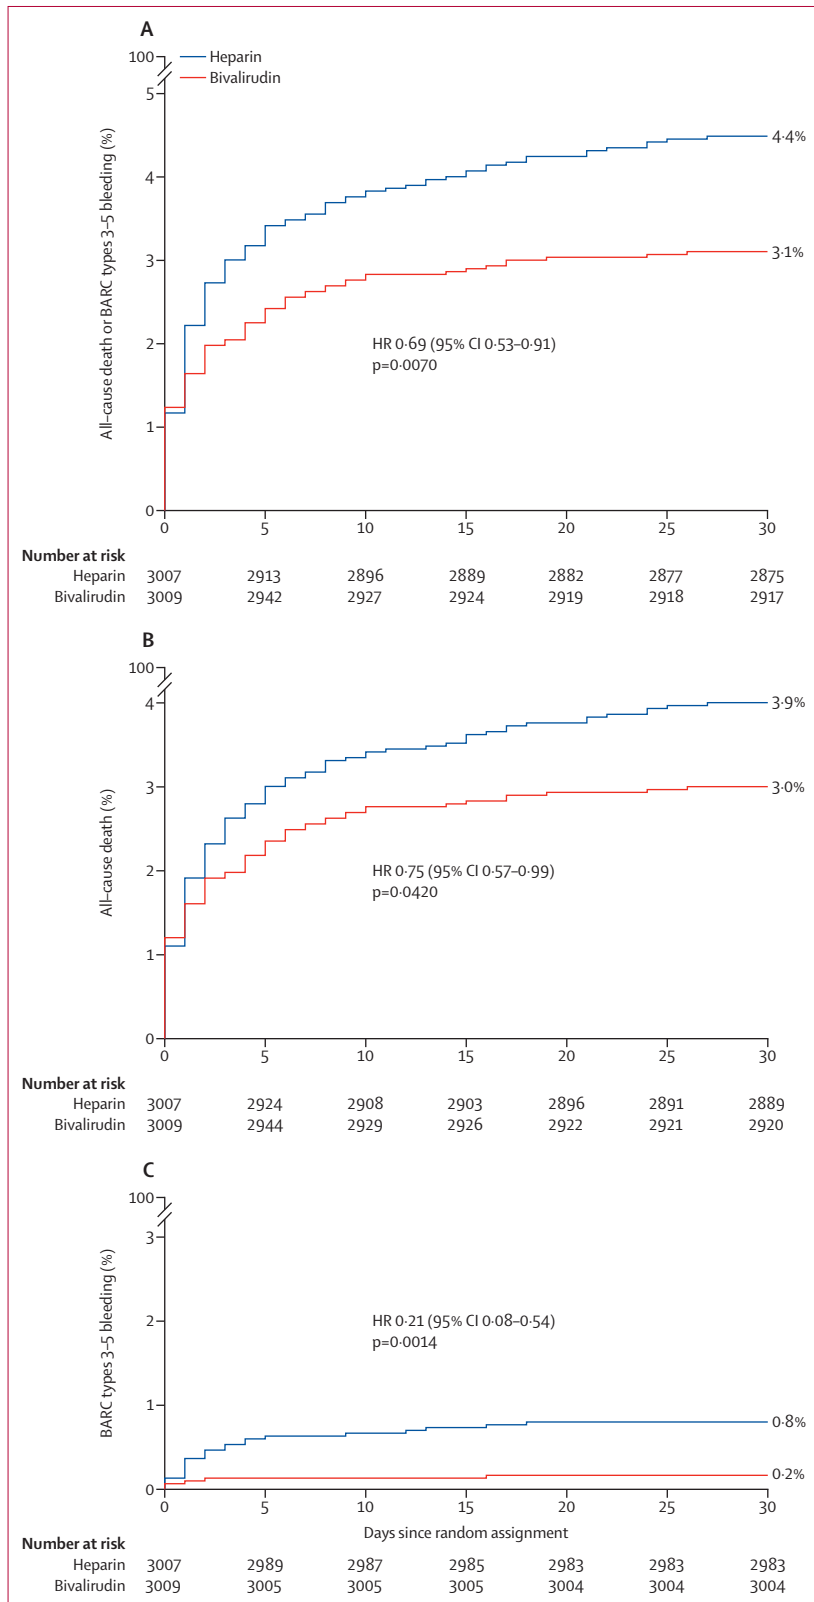 A
100
Heparin
Bivalirudin
5
4
3
2
1
0
All–cause death or BARC types 3–5 bleeding (%)
4·4%
3·1%
HR 0·69 (95% CI 0·53–0·91)
p=0·0070
0 5 10 15 20 25 30
Number at risk
Heparin 3007 2913 2896 2889 2882 2877 2875
Bivalirudin 3009 2942 2927 2924 2919 2918 2917
B
100
4
3
2
1
0
All-cause death (%)
3·9%
3·0%
HR 0·75 (95% CI 0·57–0·99)
p=0·0420
0 5 10 15 20 25 30
Number at risk
Heparin 3007 2924 2908 2903 2896 2891 2889
Bivalirudin 3009 2944 2929 2926 2922 2921 2920
C
100
3
2
1
0
BARC types 3–5 bleeding (%)
HR 0·21 (95% CI 0·08–0·54)
p=0·0014
0·8%
0·2%
0 5 10 15 20 25 30
Days since random assignment
Number at risk
Heparin 3007 2989 2987 2985 2983 2983 2983
Bivalirudin 3009 3005 3005 3005 3004 3004 3004